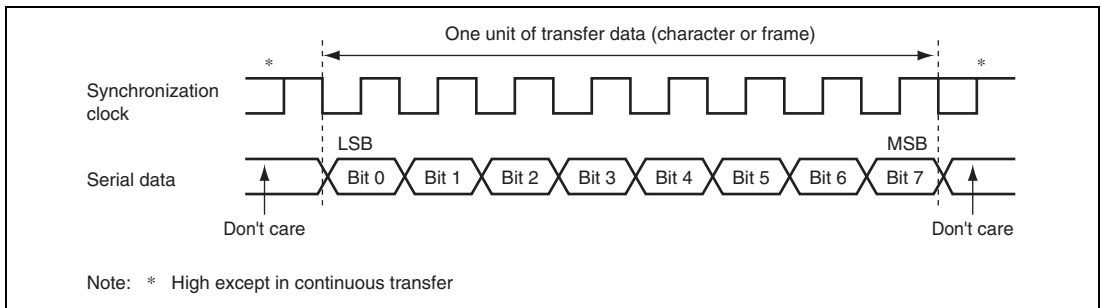 One unit of transfer data (character or frame)
* *
Synchronization
clock
LSB MSB
Serial data Bit 0 Bit 1 Bit 2 Bit 3 Bit 4 Bit 5 Bit 6 Bit 7
Don't care Don't care
Note: * High except in continuous transfer